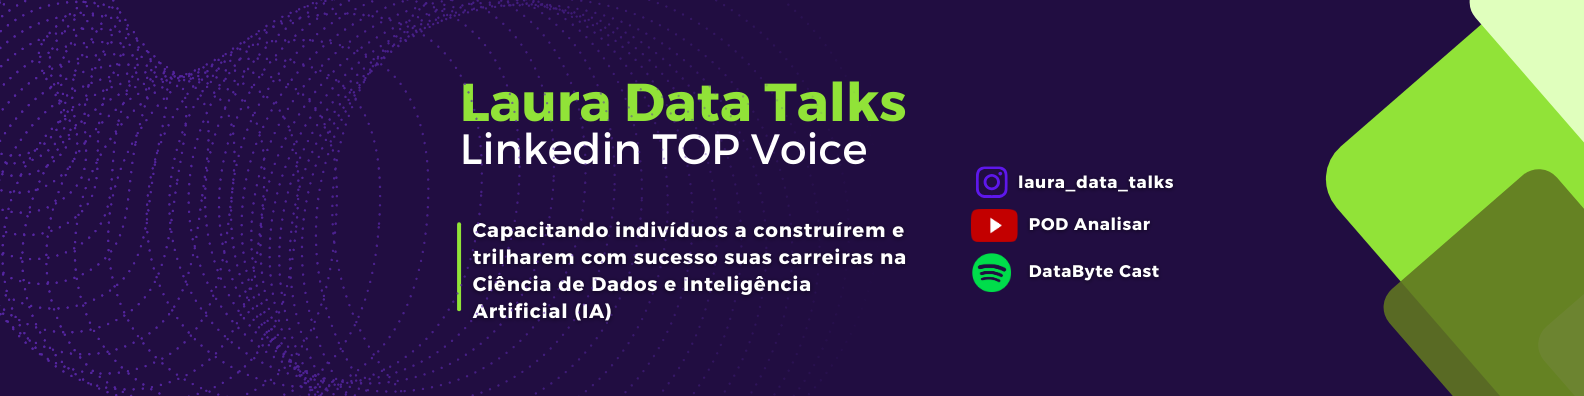 Laura Data Talks
Linkedin TOP Voice
Capacitando indivíduos a construírem e
trilharem com sucesso suas carreiras na
Ciência de Dados e Inteligência
Artificial (IA)
laura_data_talks
POD Analisar
DataByte Cast